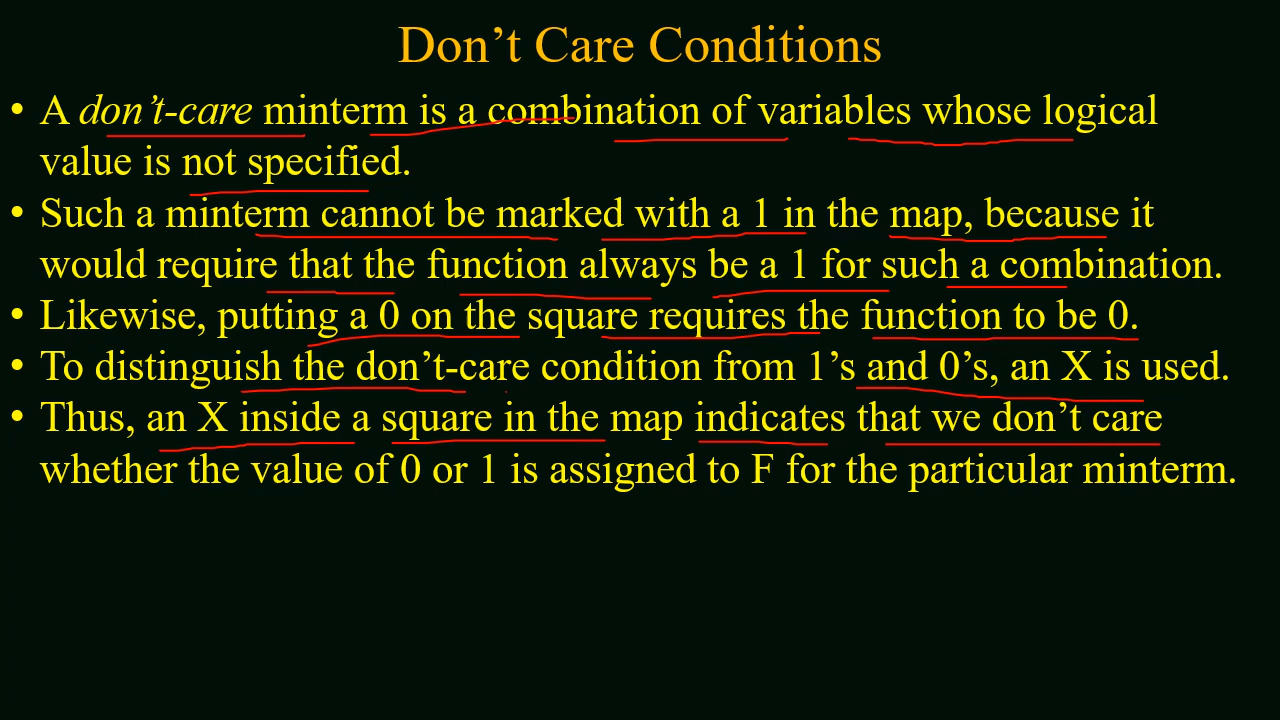 Don’t Care Conditions
• A don’t-care minterm is a combination of variables whose logical
value is not specified.
• Such a minterm cannot be marked with a 1 in the map, because it
would require that the function always be a 1 for such a combination.
• Likewise, putting a 0 on the square requires the function to be 0.
• To distinguish the don’t-care condition from 1’s and 0’s, an X is used.
• Thus, an X inside a square in the map indicates that we don’t care
whether the value of 0 or 1 is assigned to F for the particular minterm.